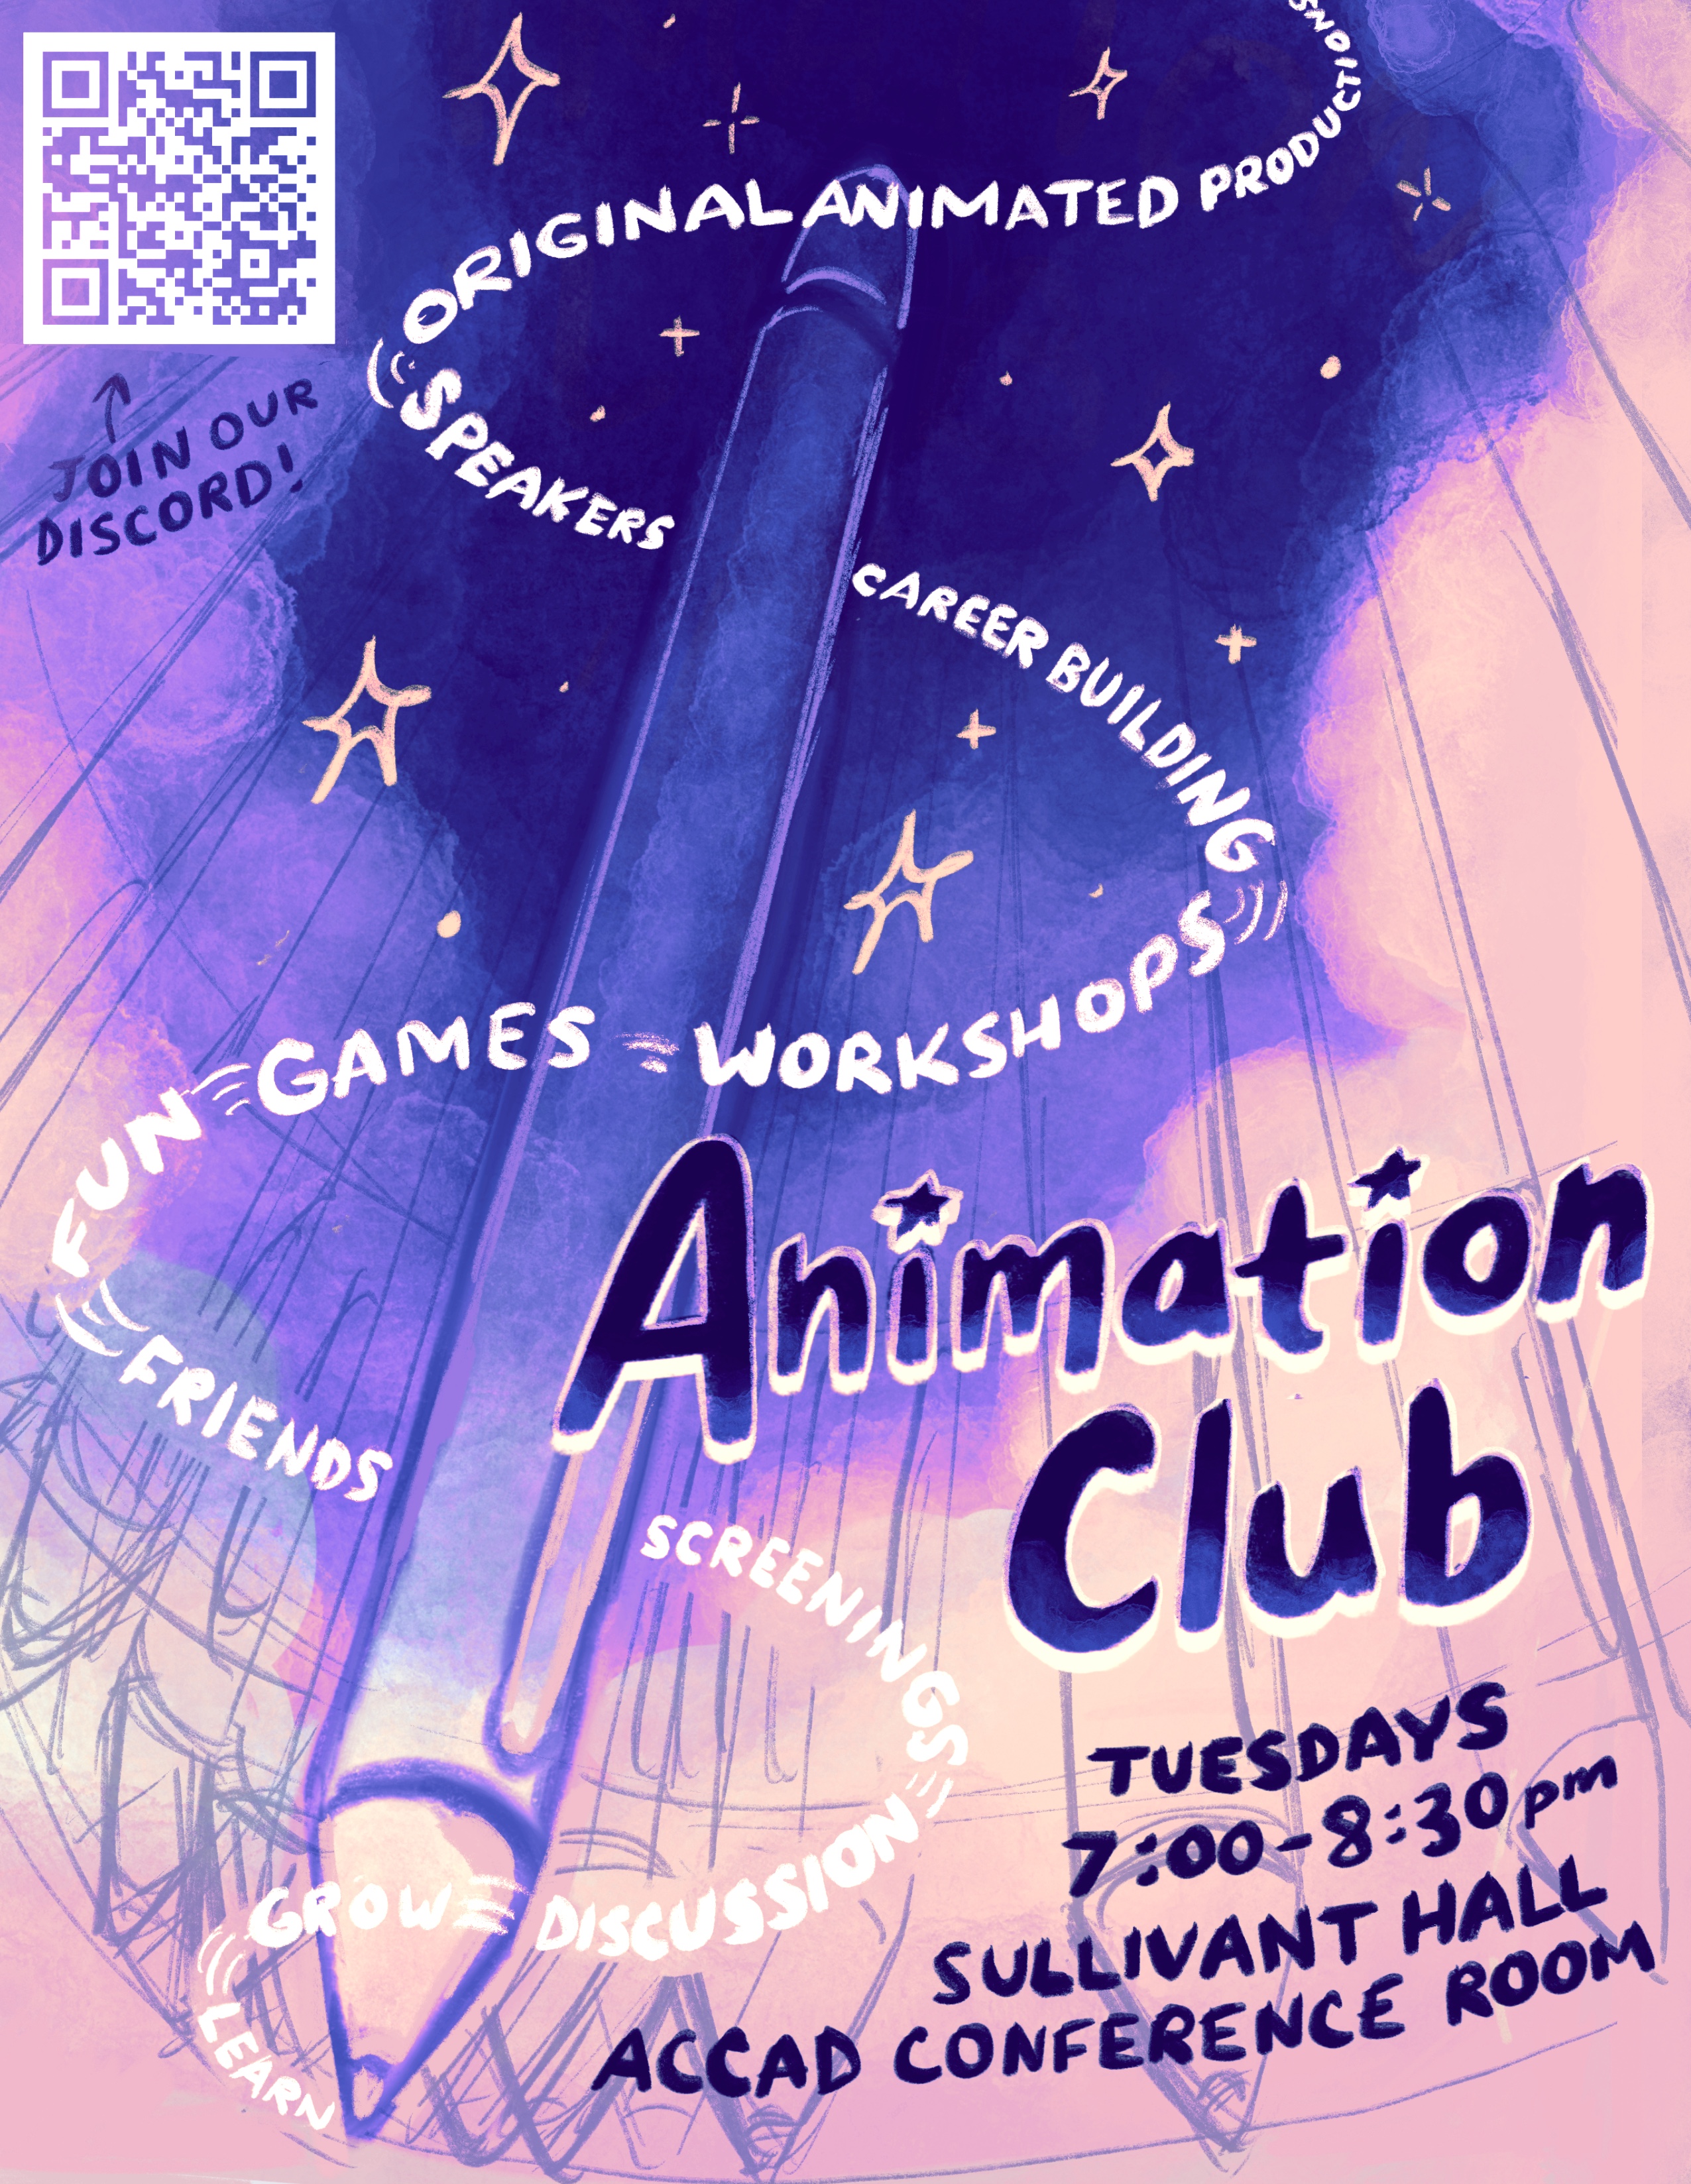 ORIGINAL ANIMATED PRODUCTIONS
SPEAKERS
JOIN OUR
DISCORD!
CAREER BUILDING
WORKSHOPS
GAMES
FUN
FRIENDS
Animation
Club
SCREENINGS
DISCUSSION
GROW
LEARN
TUESDAYS
7:00-8:30pm
SULLIVANT HALL
ACCAD CONFERENCE ROOM